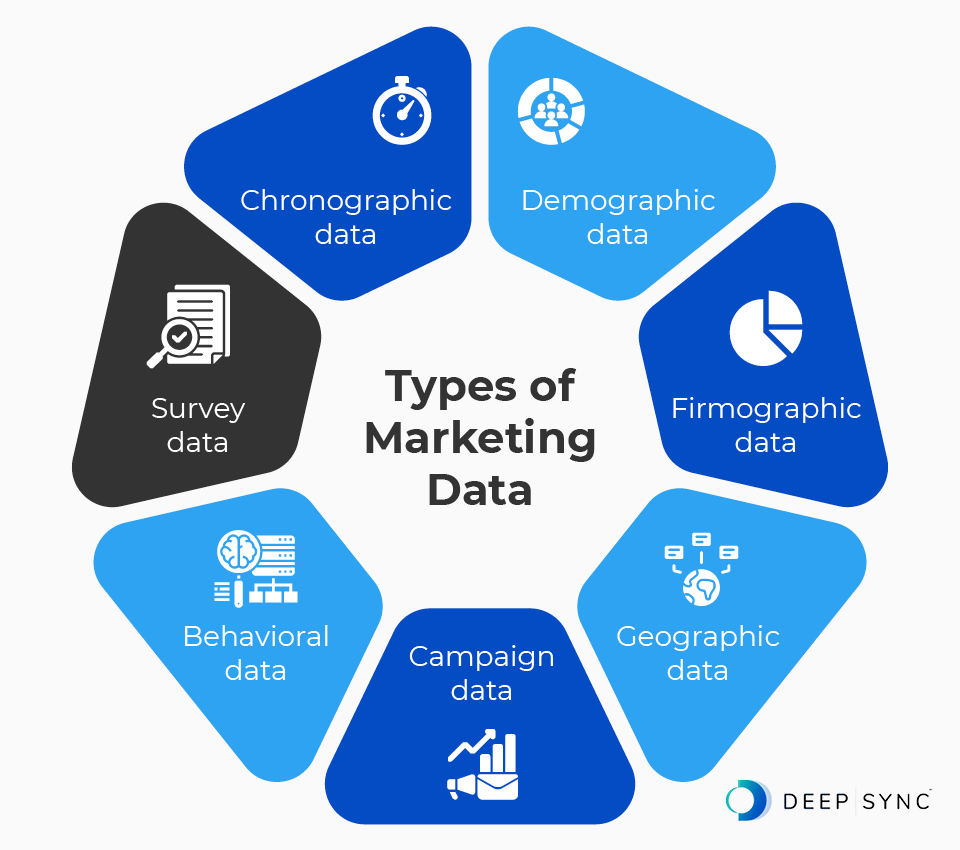 Chronographic
data
Demographic
data
Survey
data
Firmographic
data
Types of
Marketing
Data
Behavioral
data
Geographic
data
Campaign
data
DEEP SYNC